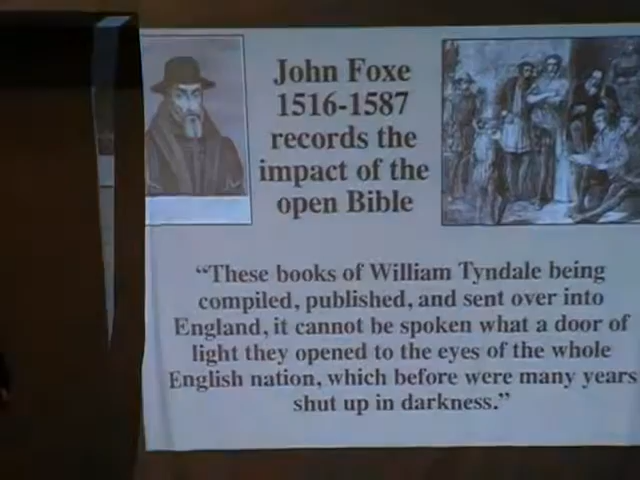 John Foxe
1516-1587
records the
impact of the
open Bible
“These books of William Tyndale being
compiled, published, and sent over into
England, it cannot be spoken what a door of
light they opened to the eyes of the whole
English nation, which before were many years
shut up in darkness.”